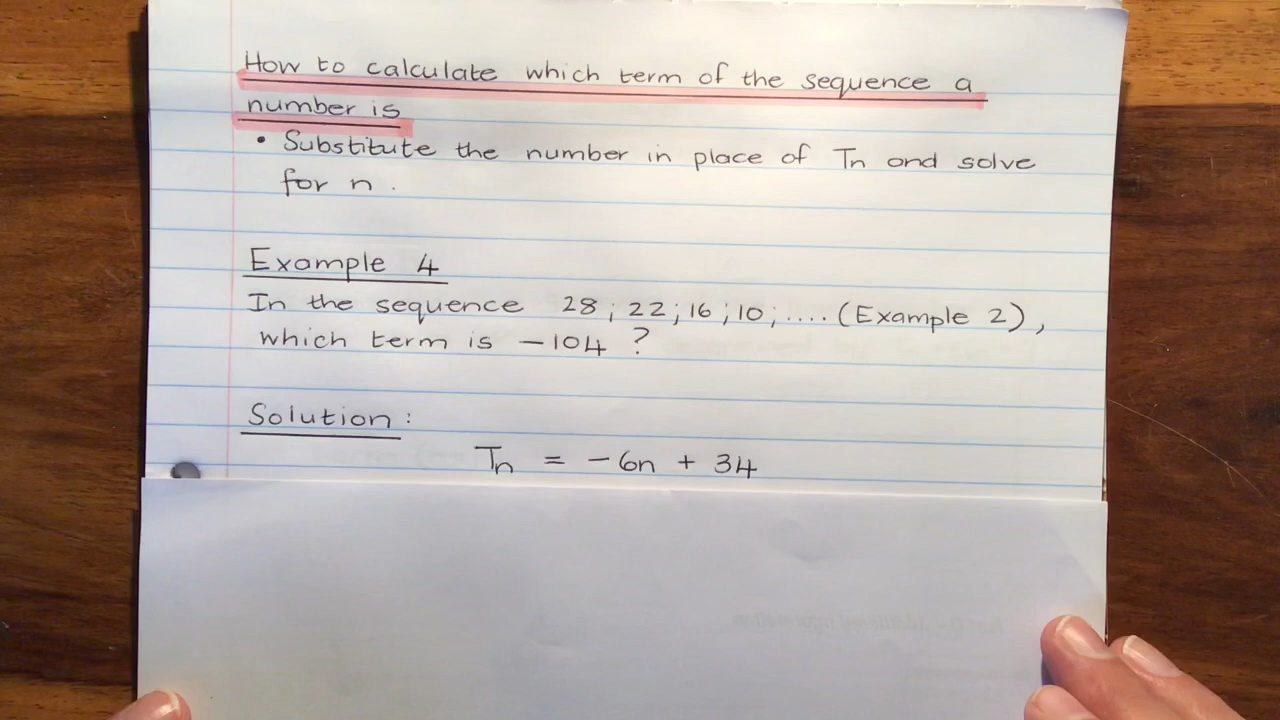 How to calculate which term of the sequence a
number is
• Substitute the number in place of Tn and solve
for n.
Example 4
In the sequence 28 ; 22 ; 16 ; 10 ; .... (Example 2),
which term is -104 ?
Solution :
Tn = -6n + 34